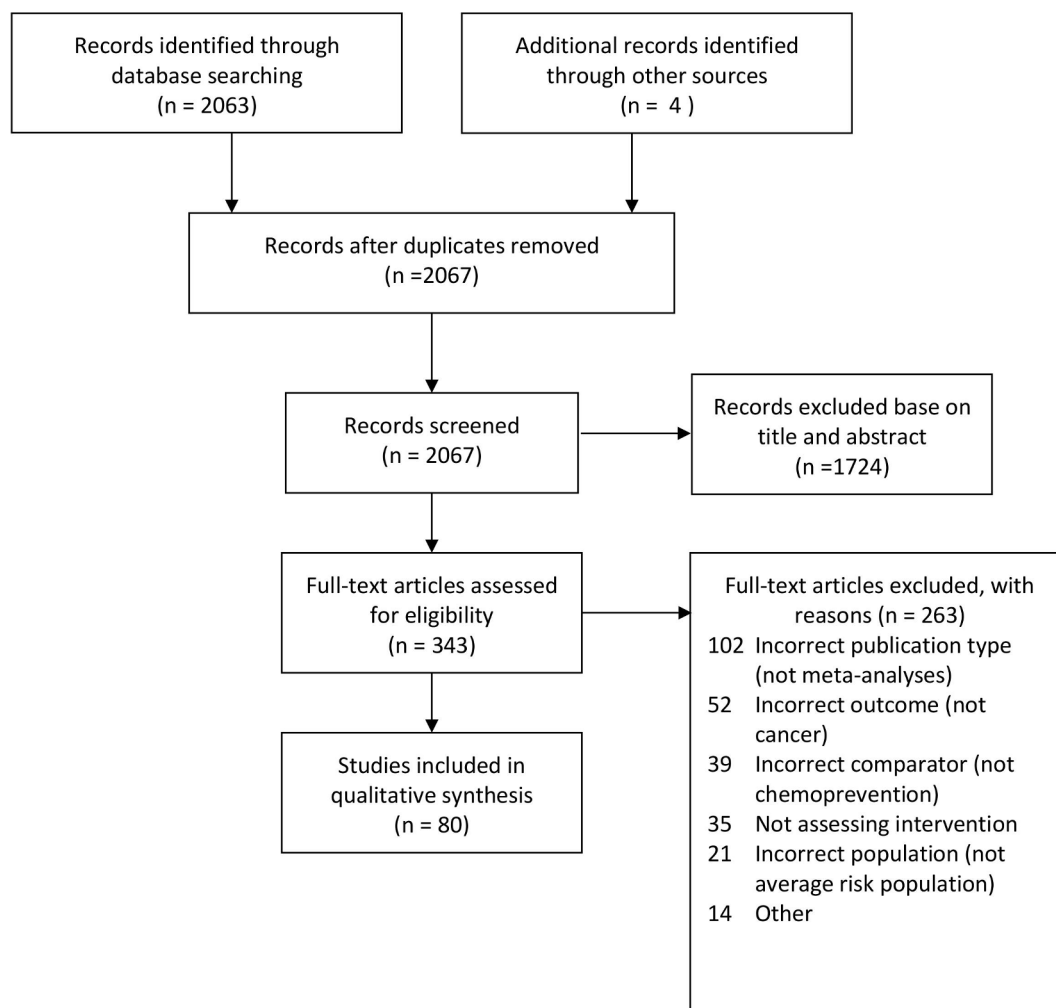 Records identified through
database searching
(n = 2063)
Additional records identified
through other sources
(n =  4 )
Records after duplicates removed
(n =2067)
Records screened
(n = 2067)
Records excluded base on
title and abstract
(n =1724)
Full-text articles assessed
for eligibility
(n = 343)
Full-text articles excluded, with
reasons (n = 263)
102 Incorrect publication type
(not meta-analyses)
52 Incorrect outcome (not
cancer)
39 Incorrect comparator (not
chemoprevention)
35 Not assessing intervention
21 Incorrect population (not
average risk population)
14 Other
Studies included in
qualitative synthesis
(n = 80)